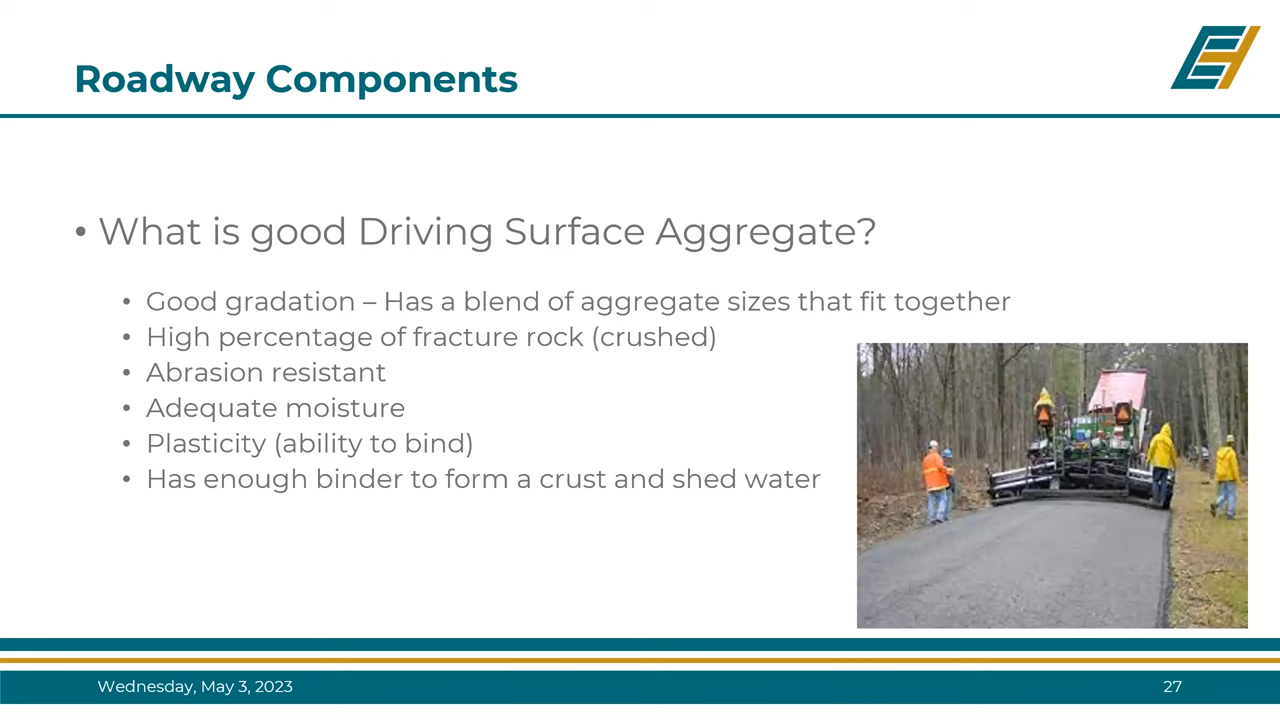 Roadway Components
• What is good Driving Surface Aggregate?
• Good gradation – Has a blend of aggregate sizes that fit together
• High percentage of fracture rock (crushed)
• Abrasion resistant
• Adequate moisture
• Plasticity (ability to bind)
• Has enough binder to form a crust and shed water
Wednesday, May 3, 2023
27